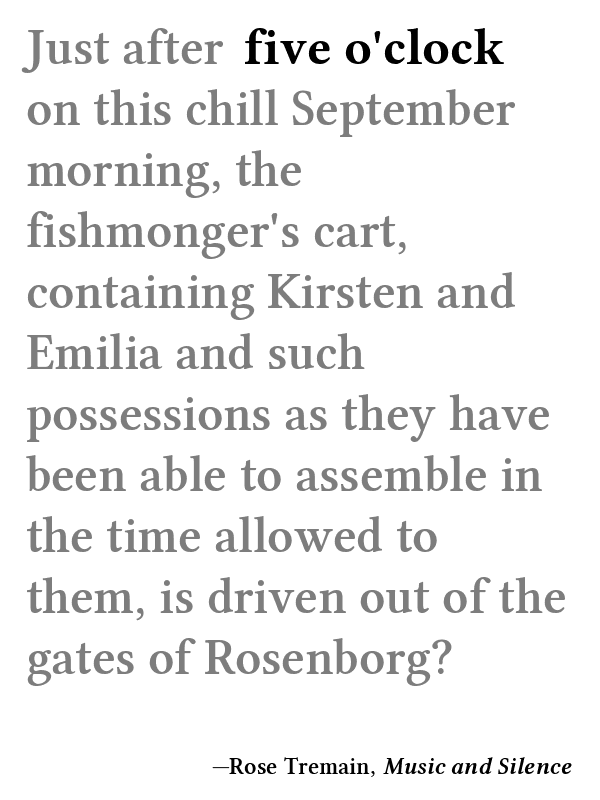 Just after five o'clock
on this chill September
morning, the
fishmonger's cart,
containing Kirsten and
Emilia and such
possessions as they have
been able to assemble in
the time allowed to
them, is driven out of the
gates of Rosenborg?
—Rose Tremain, Music and Silence